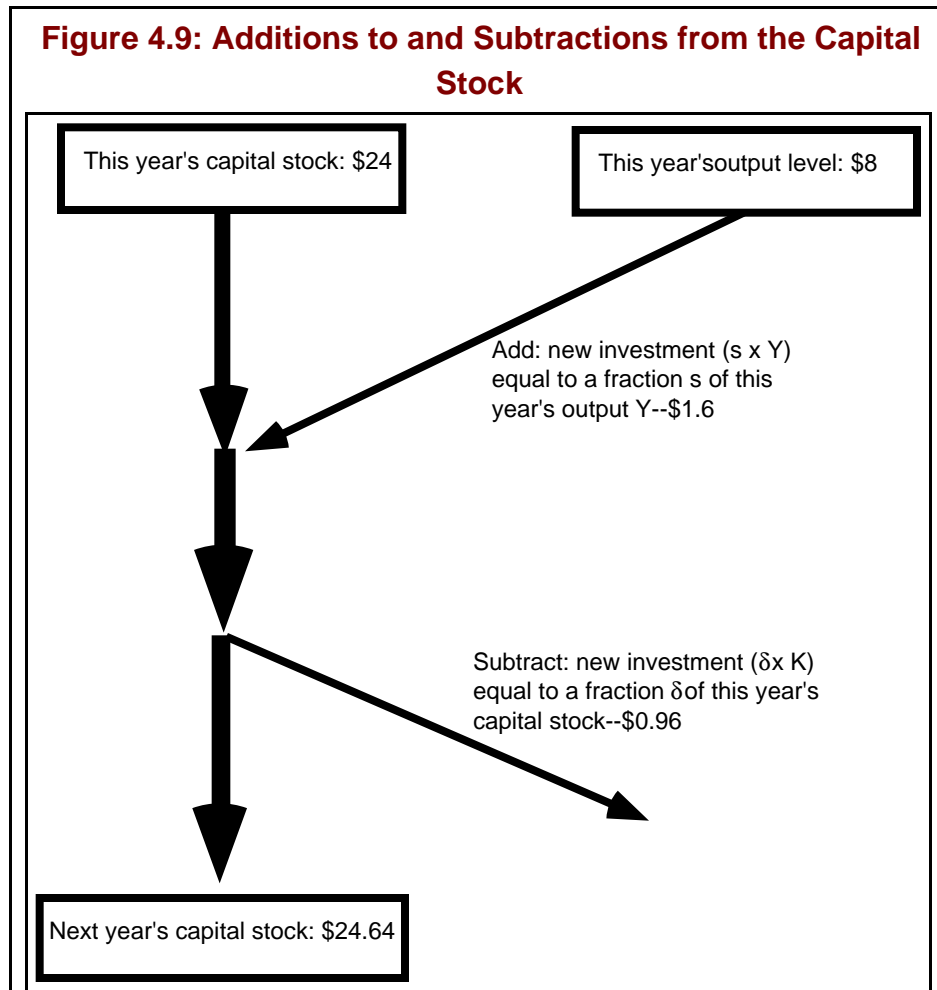 Figure 4.9: Additions to and Subtractions from the Capital
Stock
This year's capital stock: $24
This year'soutput level: $8
Add: new investment (s x Y)
equal to a fraction s of this
year's output Y--$1.6
Subtract: new investment (δx K)
equal to a fraction δof this year's
capital stock--$0.96
Next year's capital stock: $24.64